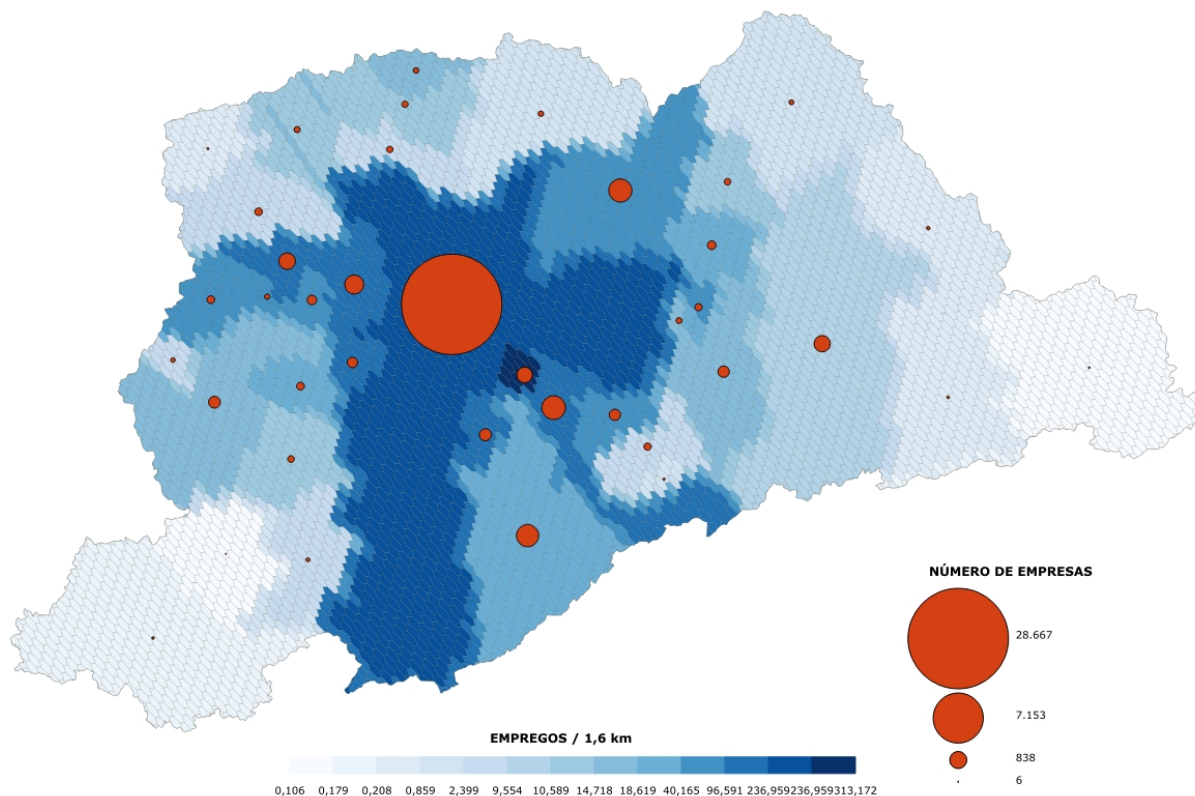 NÚMERO DE EMPRESAS
28.667
7.153
838
6
EMPREGOS / 1,6 km
0,106 0,179 0,208 0,859 2,399 9,554 10,589 14,718 18,619 40,165 96,591 236,959236,959313,172